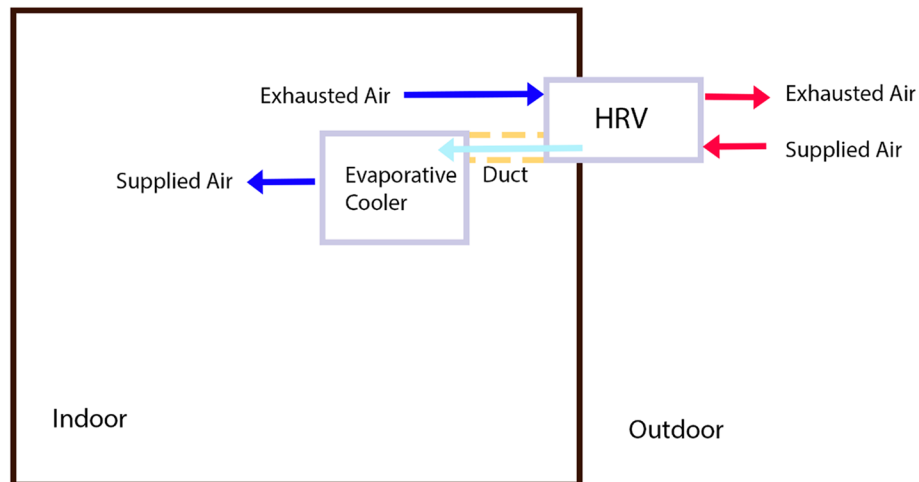 Exhausted Air
HRV
Exhausted Air
Supplied Air
Supplied Air
Evaporative
Cooler
Duct
Indoor
Outdoor